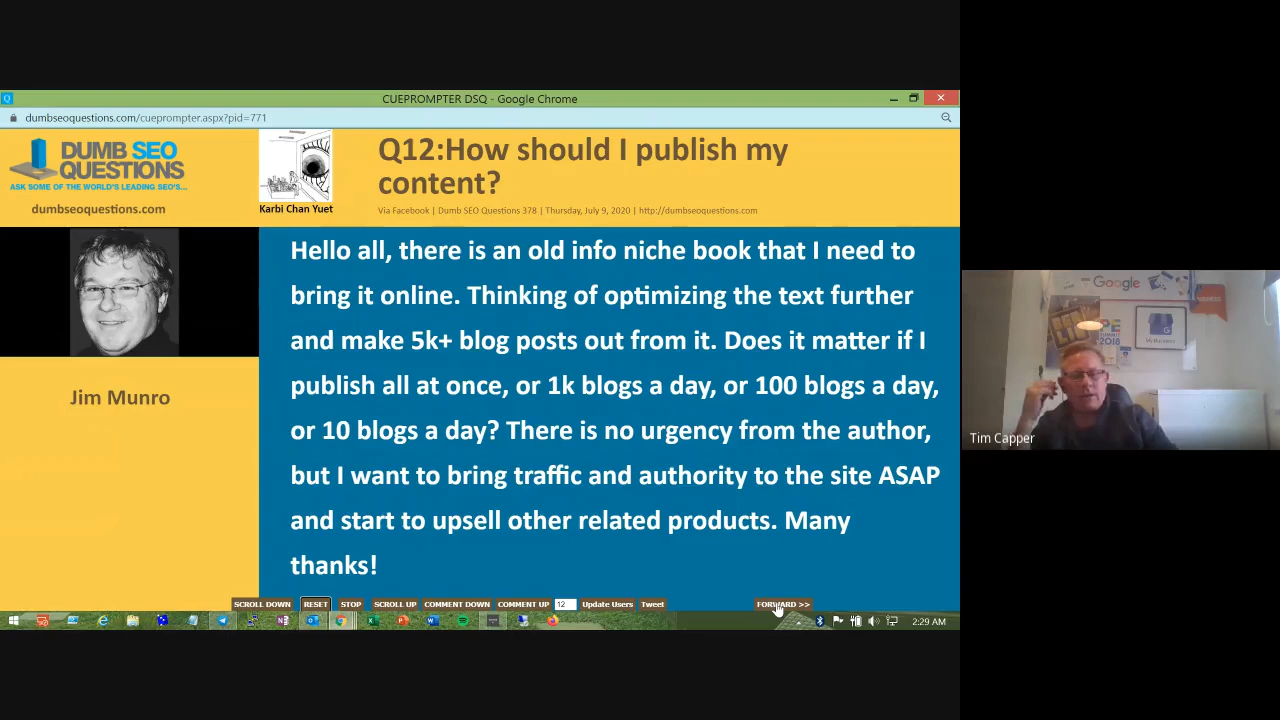 CUEPROMPTER DSQ - Google Chrome
dumbseoquestions.com/cueprompter.aspx?pid=771
DUMB SEO
QUESTIONS
ASK SOME OF THE WORLD'S LEADING SEO'S...
dumbseoquestions.com
Karbi Chan Yuet
Q12:How should I publish my
content?
Via Facebook | Dumb SEO Questions 378 | Thursday, July 9, 2020 | http://dumbseoquestions.com
Jim Munro
Hello all, there is an old info niche book that I need to
bring it online. Thinking of optimizing the text further
and make 5k+ blog posts out from it. Does it matter if I
publish all at once, or 1k blogs a day, or 100 blogs a day,
or 10 blogs a day? There is no urgency from the author,
but I want to bring traffic and authority to the site ASAP
and start to upsell other related products. Many
thanks!
SCROLL DOWN RESET STOP SCROLL UP COMMENT DOWN COMMENT UP 12 Update Users Tweet FORWARD >>
2:29 AM
Google
2018
Tim Capper